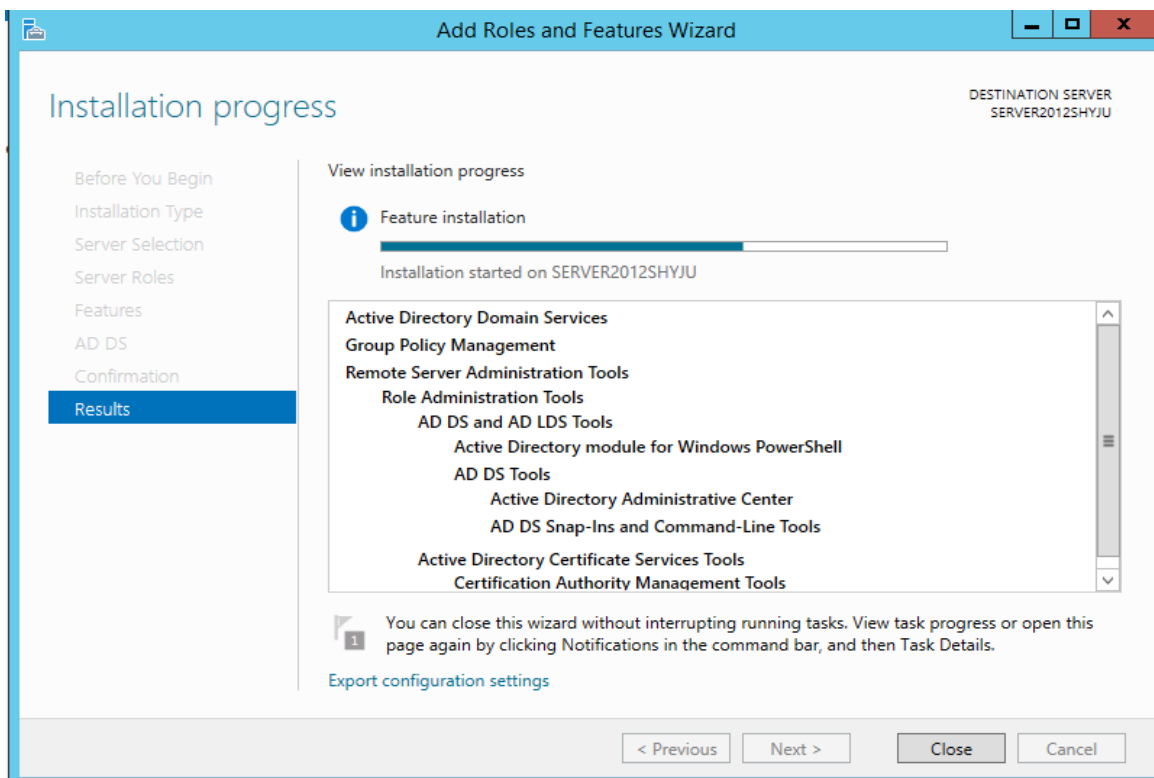 Add Roles and Features Wizard
Installation progress
DESTINATION SERVER
SERVER2012SHYJU
Before You Begin
Installation Type
Server Selection
Server Roles
Features
AD DS
Confirmation
Results
View installation progress
Feature installation
Installation started on SERVER2012SHYJU
Active Directory Domain Services
Group Policy Management
Remote Server Administration Tools
Role Administration Tools
AD DS and AD LDS Tools
Active Directory module for Windows PowerShell
AD DS Tools
Active Directory Administrative Center
AD DS Snap-Ins and Command-Line Tools
Active Directory Certificate Services Tools
Certification Authority Management Tools
1
You can close this wizard without interrupting running tasks. View task progress or open this
page again by clicking Notifications in the command bar, and then Task Details.
Export configuration settings
< Previous
Next >
Close
Cancel